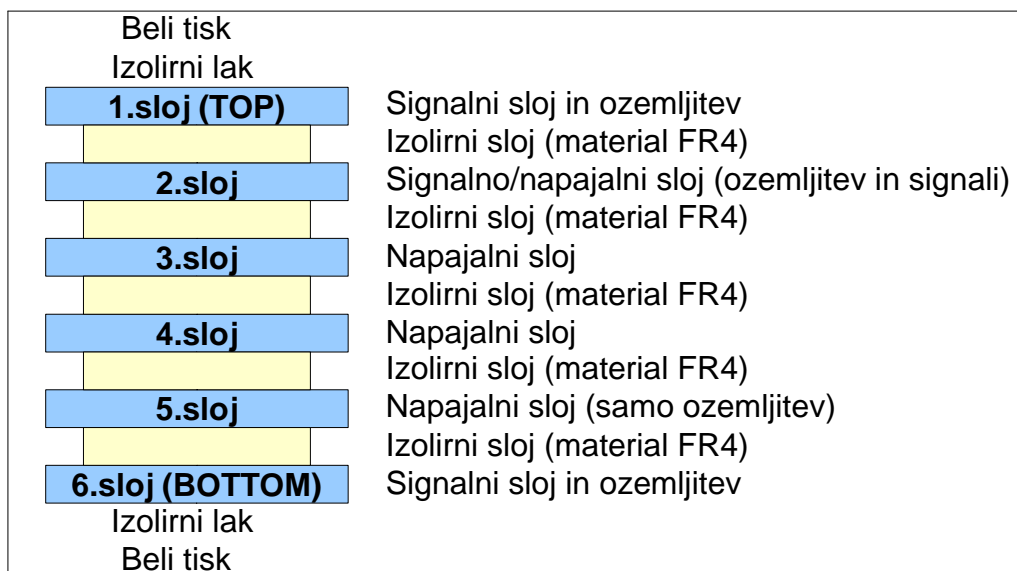 Beli tisk
Izolirni lak
1.sloj (TOP) Signalni sloj in ozemljitev
Izolirni sloj (material FR4)
2.sloj Signalno/napajalni sloj (ozemljitev in signali)
Izolirni sloj (material FR4)
3.sloj Napajalni sloj
Izolirni sloj (material FR4)
4.sloj Napajalni sloj
Izolirni sloj (material FR4)
5.sloj Napajalni sloj (samo ozemljitev)
Izolirni sloj (material FR4)
6.sloj (BOTTOM) Signalni sloj in ozemljitev
Izolirni lak
Beli tisk